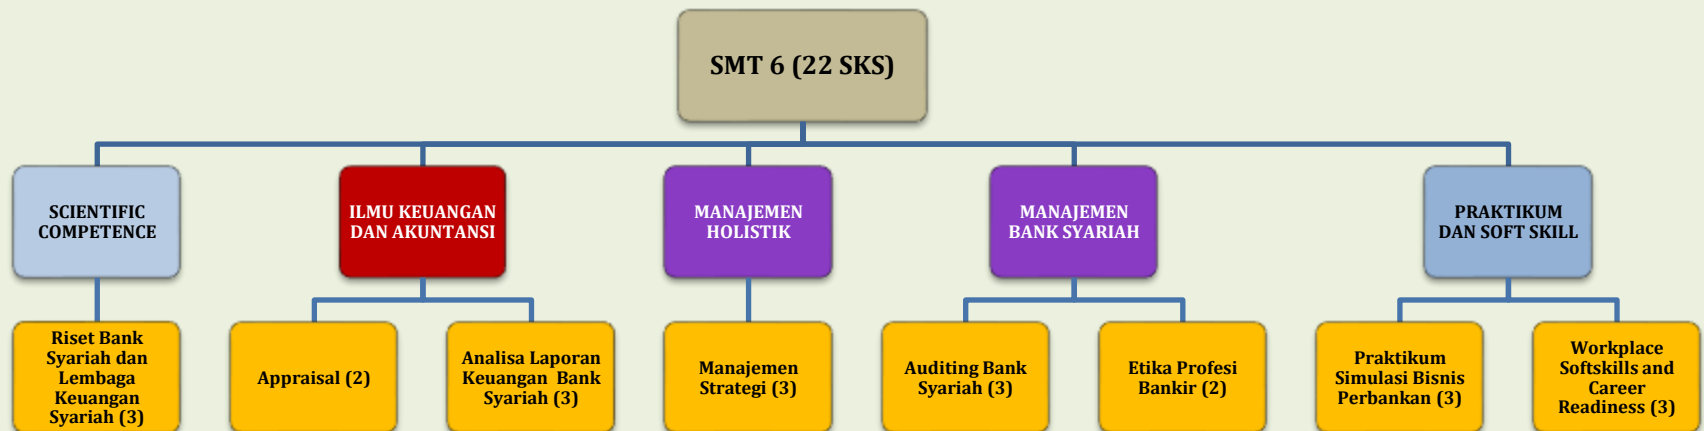 SMT 6 (22 SKS)
SCIENTIFIC
COMPETENCE
ILMU KEUANGAN
DAN AKUNTANSI
MANAJEMEN
HOLISTIK
MANAJEMEN
BANK SYARIAH
PRAKTIKUM
DAN SOFT SKILL
Riset Bank
Syariah dan
Lembaga
Keuangan
Syariah (3)
Appraisal (2)
Analisa Laporan
Keuangan Bank
Syariah (3)
Manajemen
Strategi (3)
Auditing Bank
Syariah (3)
Etika Profesi
Bankir (2)
Praktikum
Simulasi Bisnis
Perbankan (3)
Workplace
Softskills and
Career
Readiness (3)